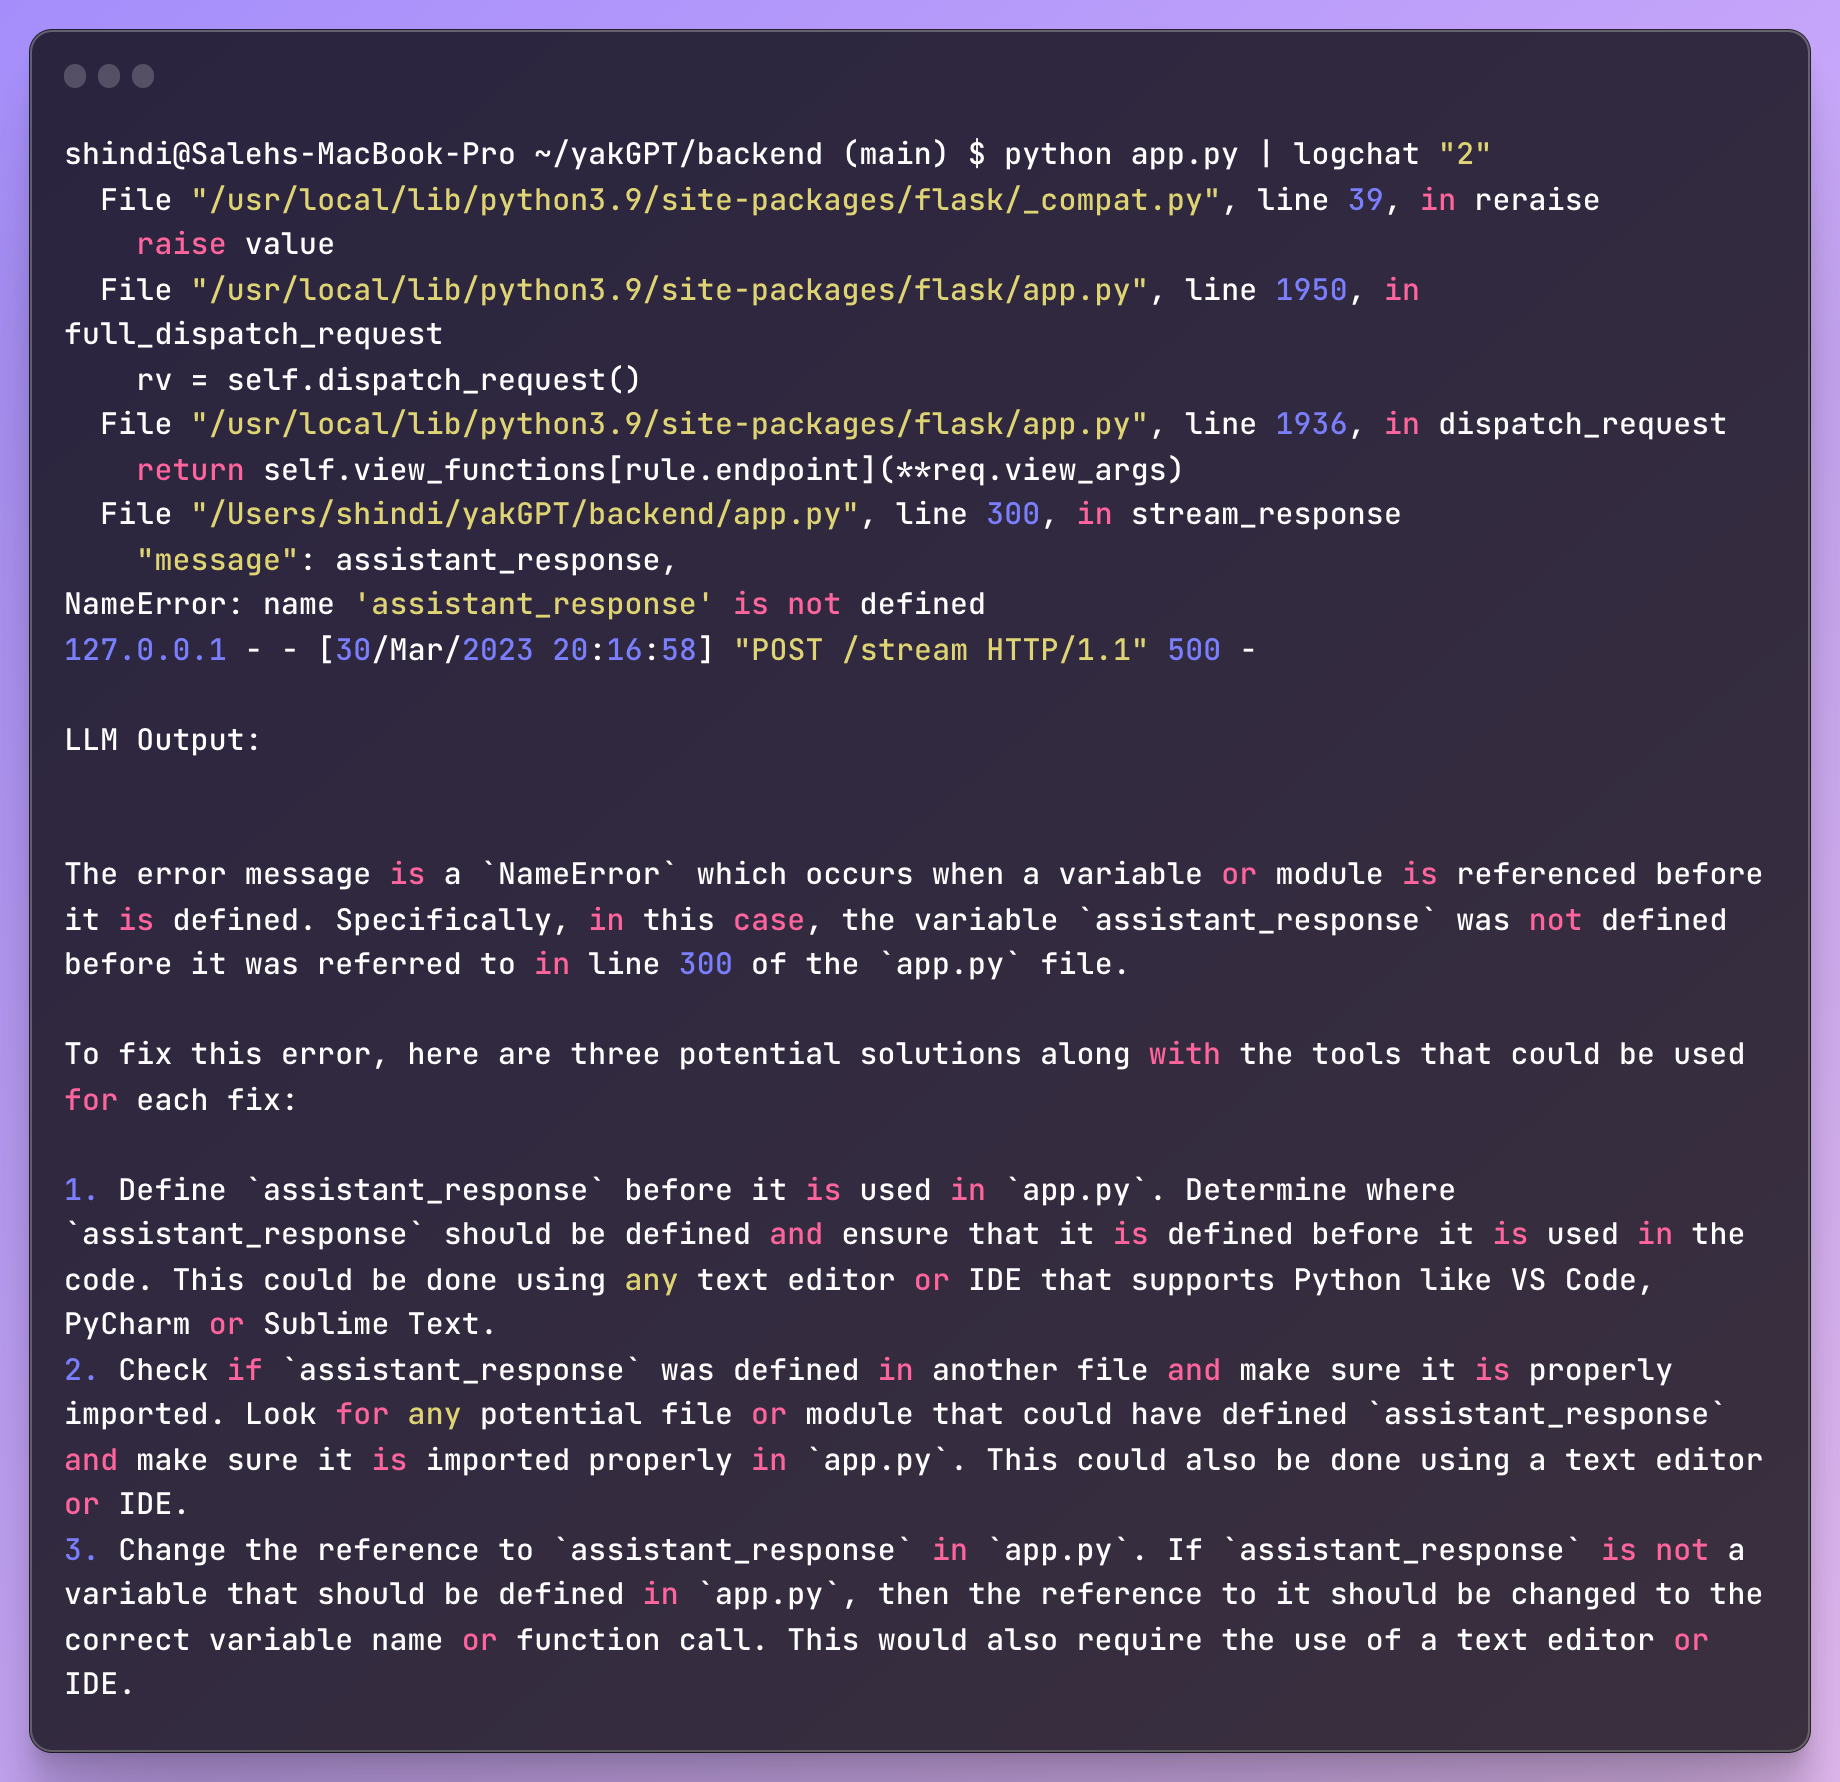 shindi@Salehs-MacBook-Pro ~/yakGPT/backend (main) $ python app.py | logchat "2"
  File "/usr/local/lib/python3.9/site-packages/flask/_compat.py", line 39, in reraise
    raise value
  File "/usr/local/lib/python3.9/site-packages/flask/app.py", line 1950, in
full_dispatch_request
    rv = self.dispatch_request()
  File "/usr/local/lib/python3.9/site-packages/flask/app.py", line 1936, in dispatch_request
    return self.view_functions[rule.endpoint](**req.view_args)
  File "/Users/shindi/yakGPT/backend/app.py", line 300, in stream_response
    "message": assistant_response,
NameError: name 'assistant_response' is not defined
127.0.0.1 - - [30/Mar/2023 20:16:58] "POST /stream HTTP/1.1" 500 -

LLM Output:

The error message is a `NameError` which occurs when a variable or module is referenced before
it is defined. Specifically, in this case, the variable `assistant_response` was not defined
before it was referred to in line 300 of the `app.py` file.

To fix this error, here are three potential solutions along with the tools that could be used
for each fix:

1. Define `assistant_response` before it is used in `app.py`. Determine where
`assistant_response` should be defined and ensure that it is defined before it is used in the
code. This could be done using any text editor or IDE that supports Python like VS Code,
PyCharm or Sublime Text.
2. Check if `assistant_response` was defined in another file and make sure it is properly
imported. Look for any potential file or module that could have defined `assistant_response`
and make sure it is imported properly in `app.py`. This could also be done using a text editor
or IDE.
3. Change the reference to `assistant_response` in `app.py`. If `assistant_response` is not a
variable that should be defined in `app.py`, then the reference to it should be changed to the
correct variable name or function call. This would also require the use of a text editor or
IDE.